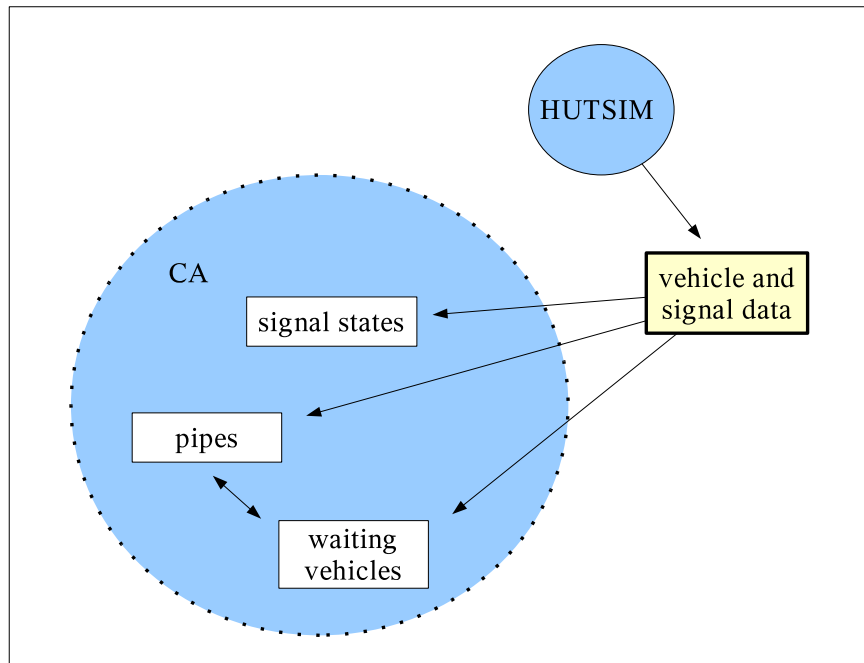 HUTSIM
CA
vehicle and
signal data
signal states
pipes
waiting
vehicles